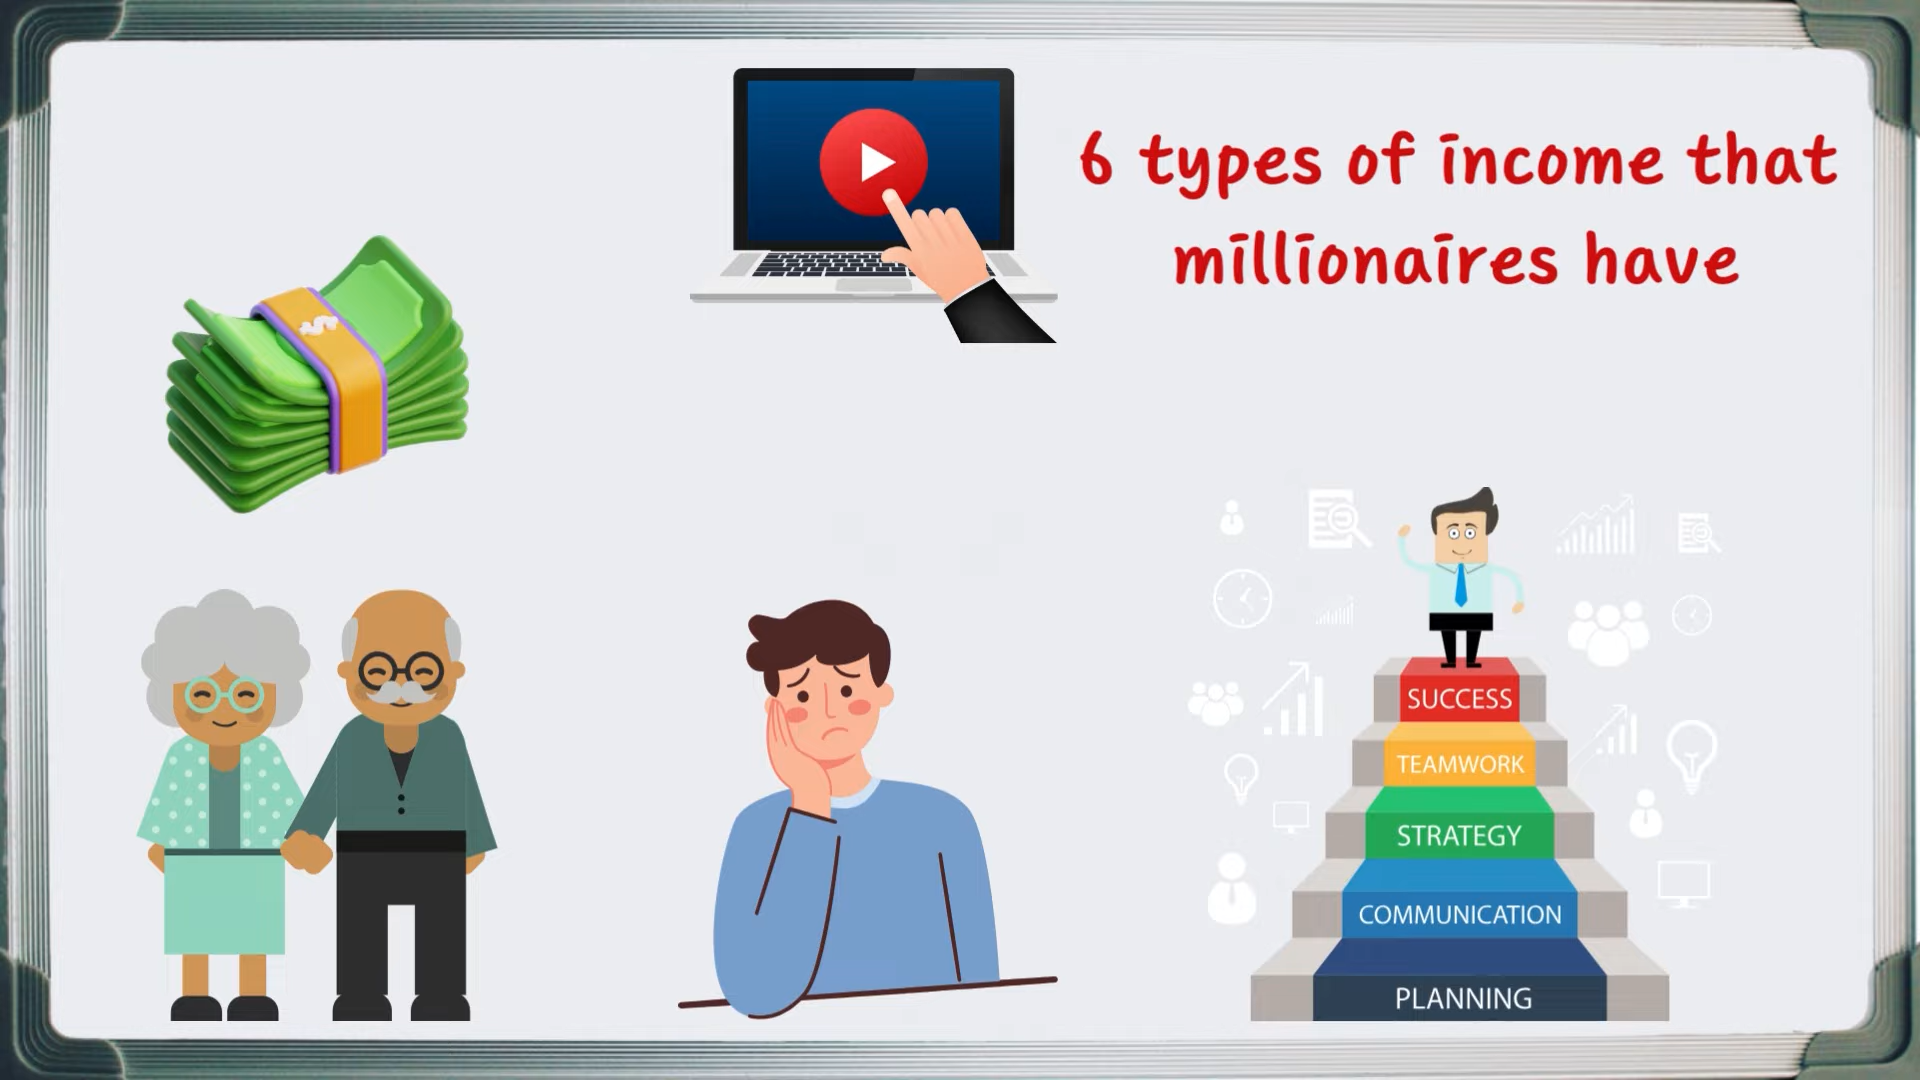 6 types of income that
millionaires have
$
SUCCESS
TEAMWORK
STRATEGY
COMMUNICATION
PLANNING